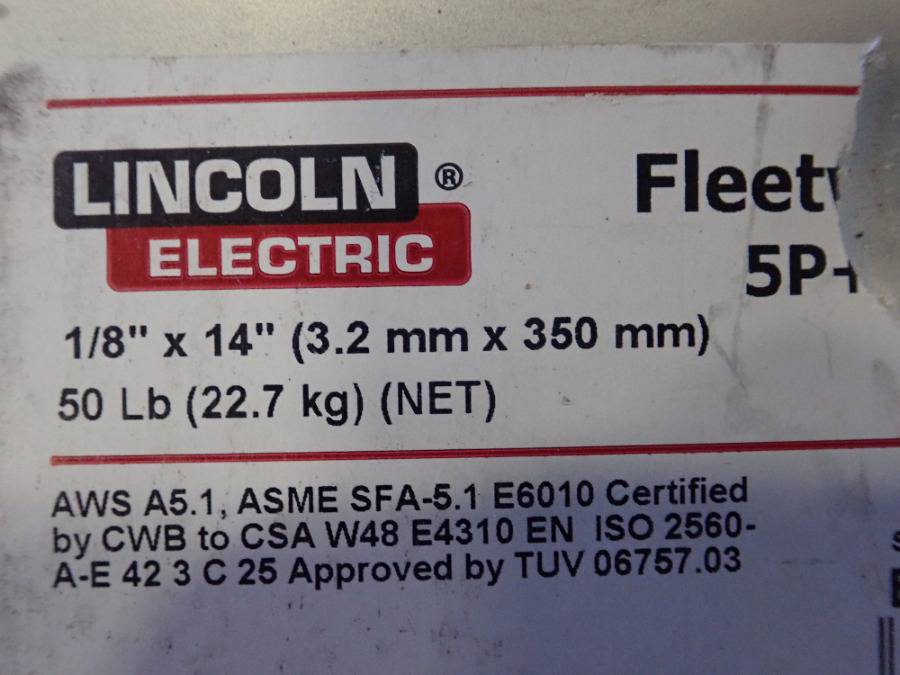 LINCOLN ®
ELECTRIC
Fleet
5P+
1/8" x 14" (3.2 mm x 350 mm)
50 Lb (22.7 kg) (NET)
AWS A5.1, ASME SFA-5.1 E6010 Certified
by CWB to CSA W48 E4310 EN ISO 2560-
A-E 42 3 C 25 Approved by TUV 06757.03